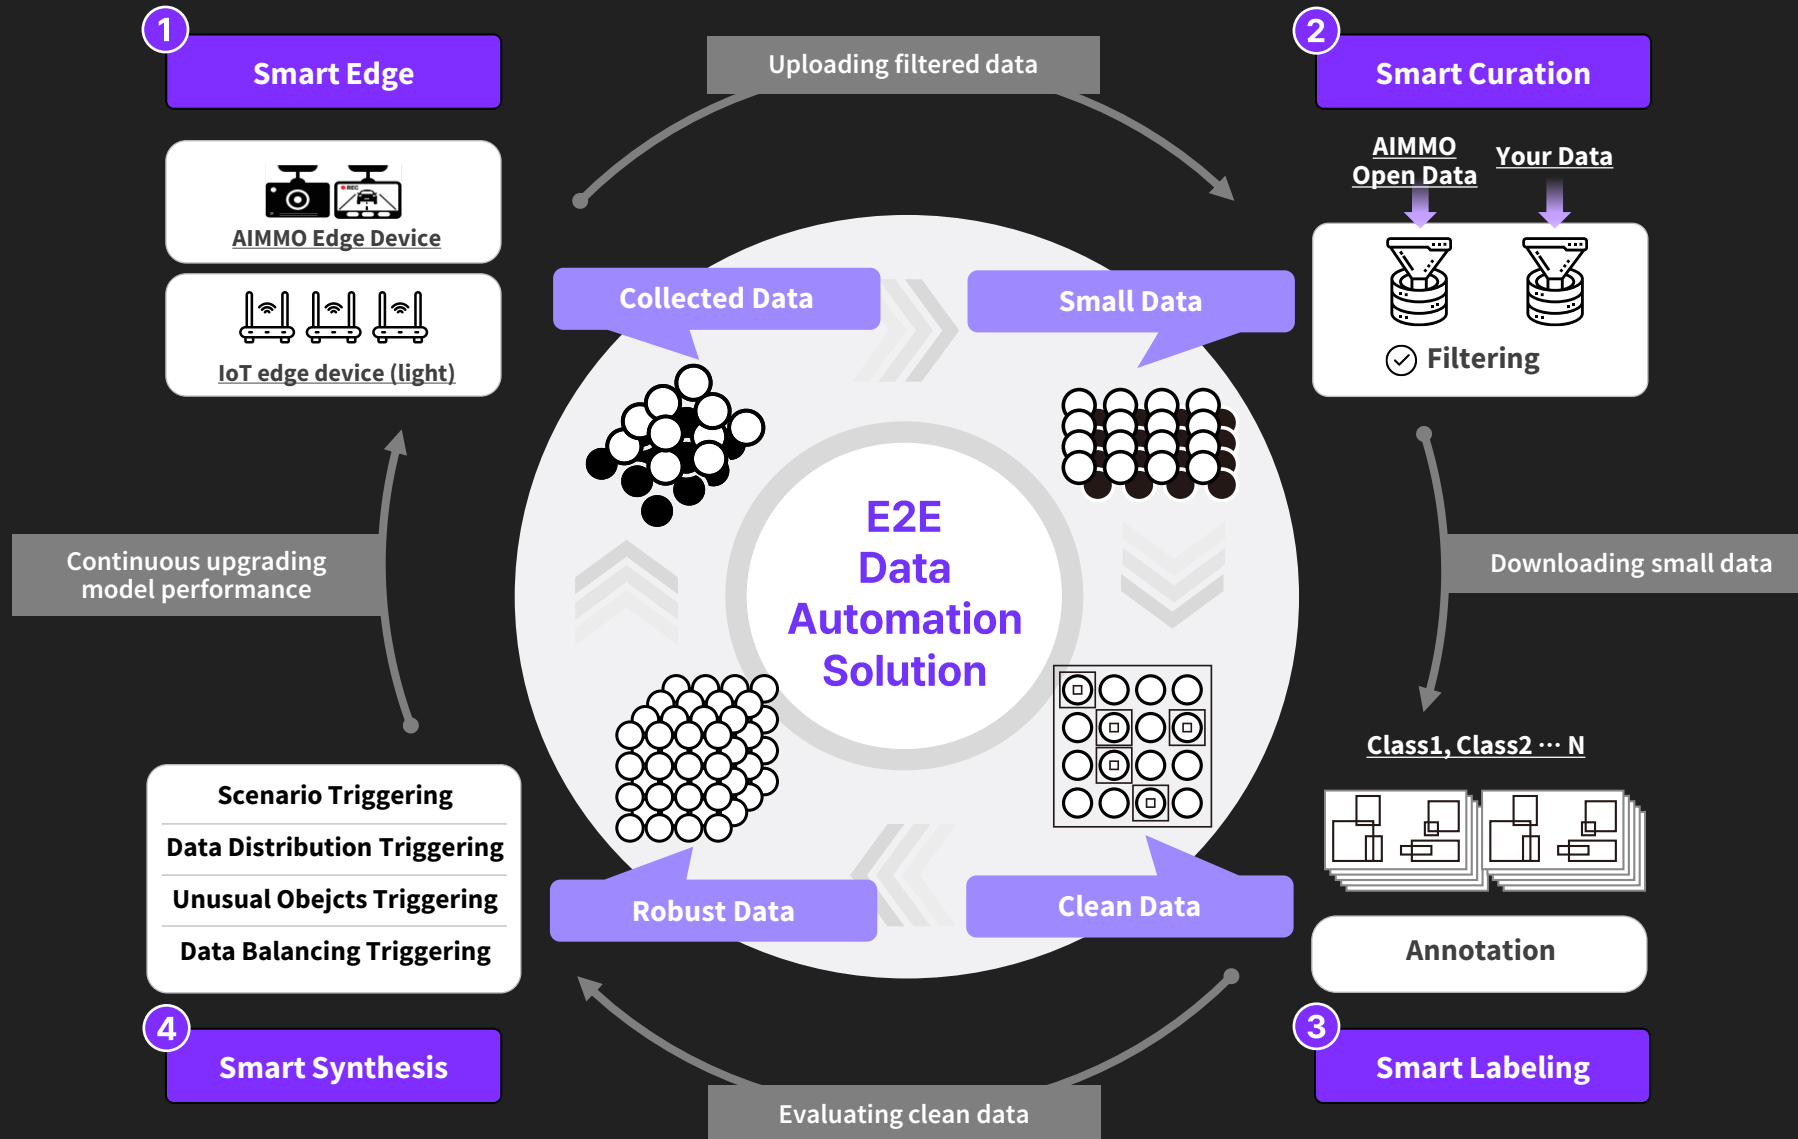 1
Smart Edge
AIMMO Edge Device
IoT edge device (light)
Uploading filtered data
2
Smart Curation
AIMMO
Open Data
Your Data
Filtering
Collected Data
Small Data
E2E
Data
Automation
Solution
Continuous upgrading
model performance
Downloading small data
Class1, Class2 ··· N
Annotation
3
Smart Labeling
Robust Data
Clean Data
Evaluating clean data
Scenario Triggering
Data Distribution Triggering
Unusual Obejcts Triggering
Data Balancing Triggering
4
Smart Synthesis
REC